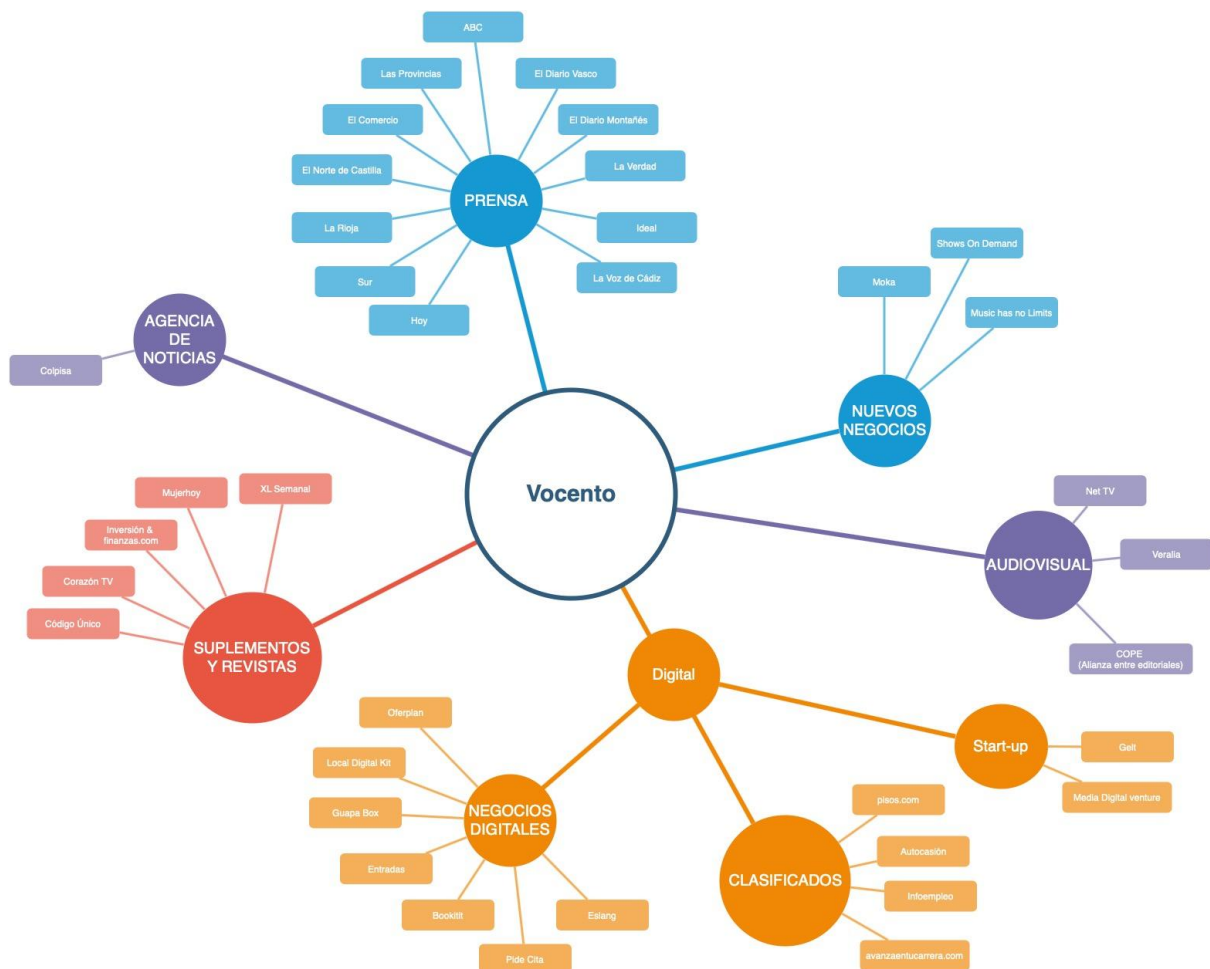 ABC
Las Provincias
El Diario Vasco
El Comercio
El Diario Montañés
El Norte de Castilla
La Verdad
PRENSA
La Rioja
Ideal
Sur
La Voz de Cádiz
Hoy
Shows On Demand
Moka
Music has no Limits
NUEVOS
NEGOCIOS
AGENCIA
DE
NOTICIAS
Colpisa
Vocento
Net TV
Veralia
AUDIOVISUAL
COPE
(Alianza entre editoriales)
XL Semanal
Mujerhoy
Inversión &
finanzas.com
Corazón TV
Código Único
SUPLEMENTOS
Y REVISTAS
Digital
Start-up
Gelt
Media Digital venture
Oferplan
Local Digital Kit
Guapa Box
NEGOCIOS
DIGITALES
Entradas
Bookitit
Pide Cita
Eslang
pisos.com
Autocasión
CLASIFICADOS
Infoempleo
avanzaentucarrera.com